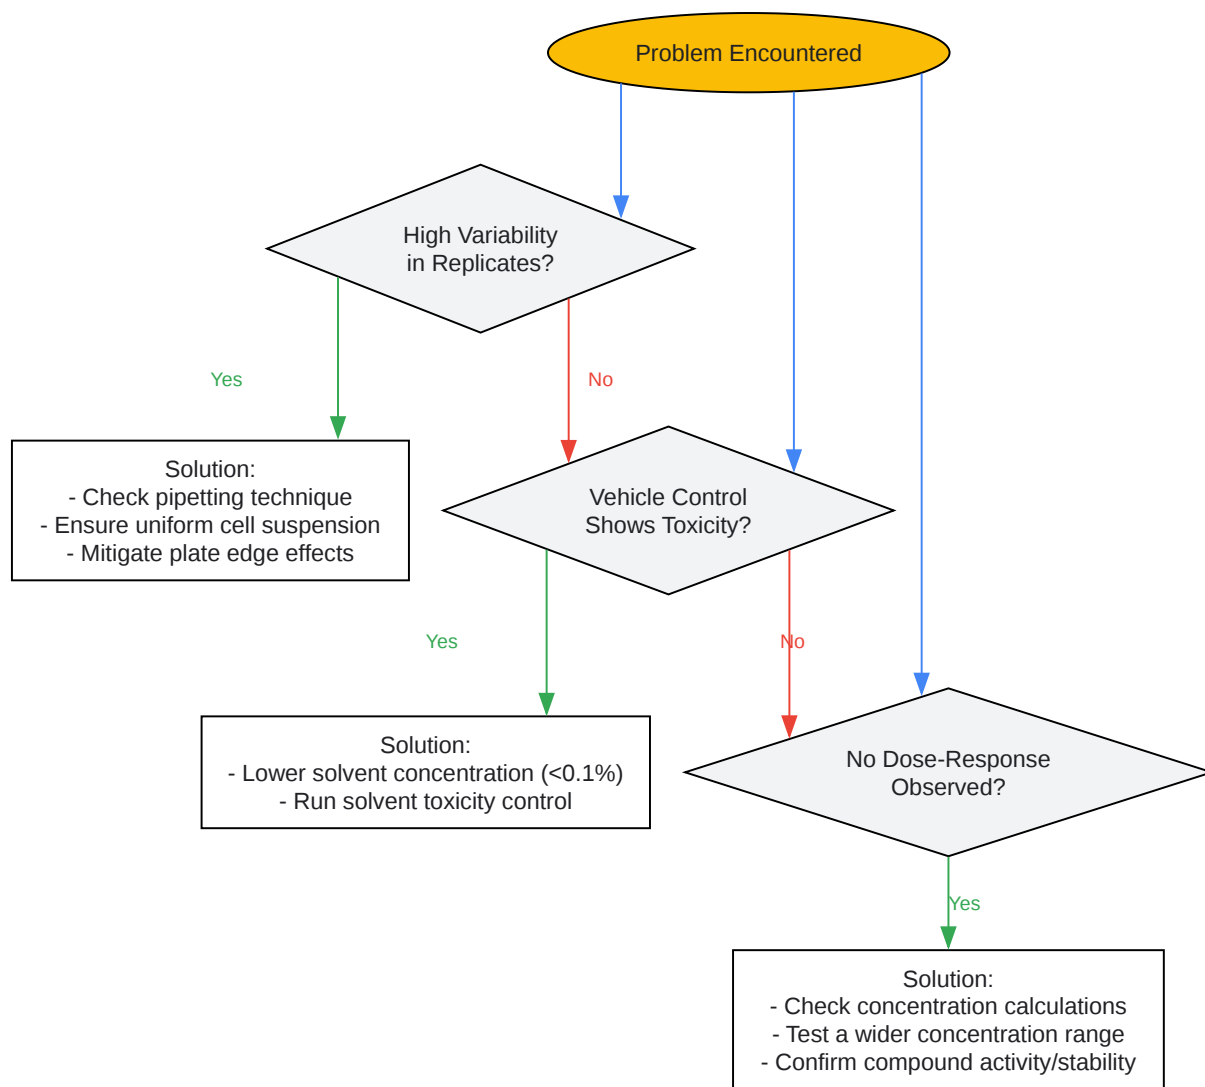 Problem Encountered
High Variability
in Replicates?
Yes
No
Solution:
- Check pipetting technique
- Ensure uniform cell suspension
- Mitigate plate edge effects
Vehicle Control
Shows Toxicity?
Yes
No
Solution:
- Lower solvent concentration (<0.1%)
- Run solvent toxicity control
No Dose-Response
Observed?
Yes
Solution:
- Check concentration calculations
- Test a wider concentration range
- Confirm compound activity/stability